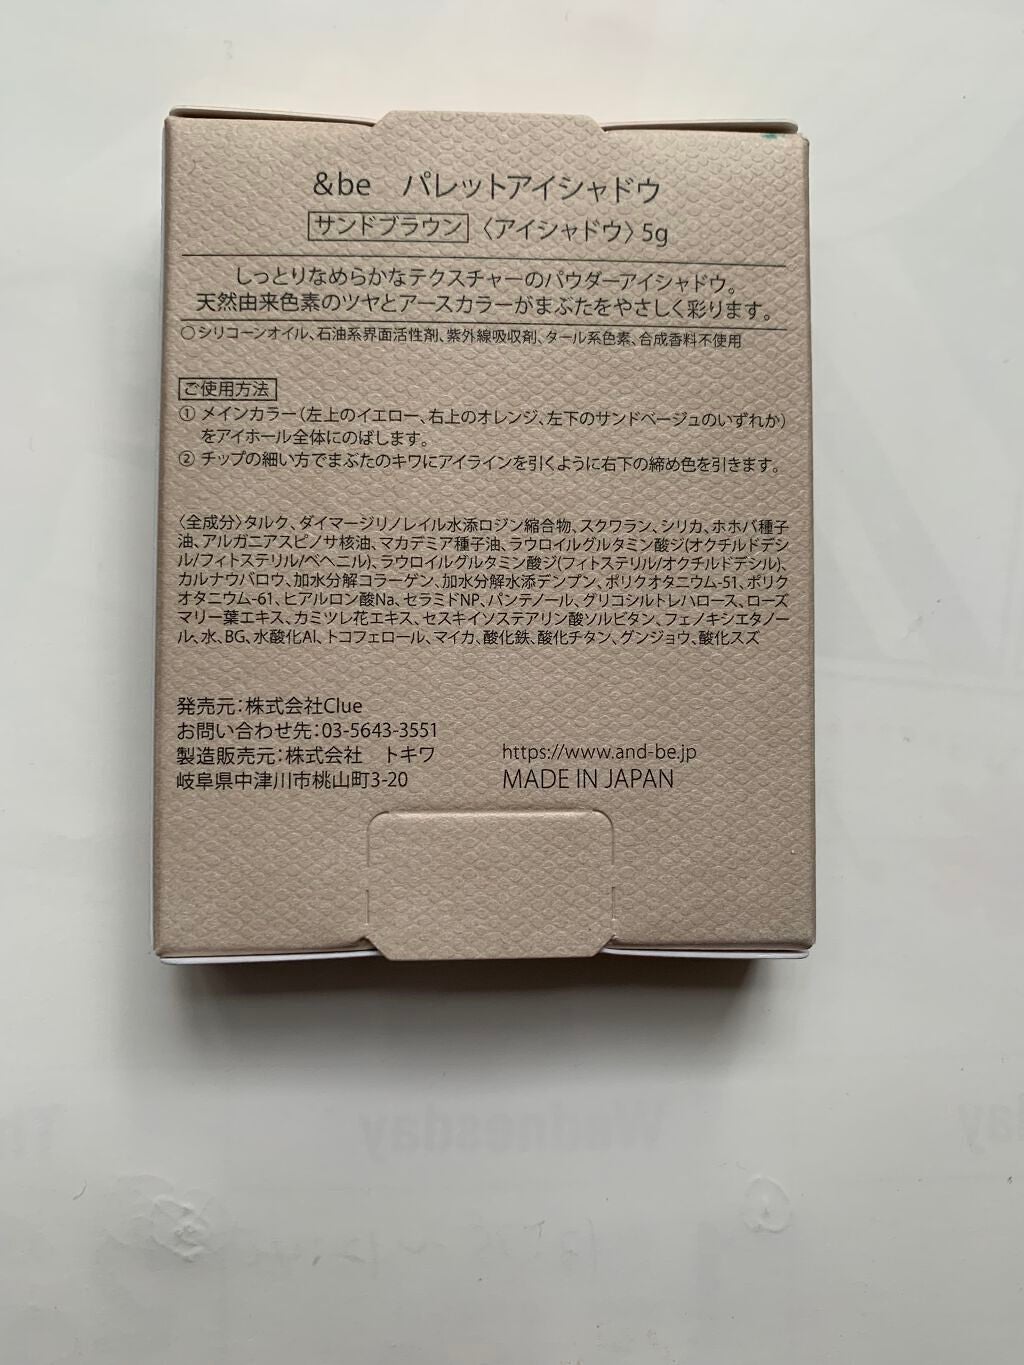 &be パレットアイシャドウ
サンドブラウン 〈アイシャドウ〉5g
しっとりなめらかなテクスチャーのパウダーアイシャドウ。
天然由来色素のツヤとアースカラーがまぶたをやさしく彩ります。
○シリコーンオイル、石油系界面活性剤、紫外線吸収剤、タール系色素、合成香料不使用
ご使用方法
① メインカラー(左上のイエロー、右上のオレンジ、左下のサンドベージュのいずれか)
をアイホール全体にのばします。
② チップの細い方でまぶたのキワにアイラインを引くように右下の締め色を引きます。
〈全成分〉タルク、ダイマージリノレイル水添ロジン縮合物、スクワラン、シリカ、ホホバ種子
油、アルガニアスピノサ核油、マカデミア種子油、ラウロイルグルタミン酸ジ(オクチルドデシ
ル/フィトステリル/ベヘニル)、ラウロイルグルタミン酸ジ(フィトステリル/オクチルドデシル)、
カルナウバロウ、加水分解コラーゲン、加水分解水添デンプン、ポリクオタニウム-51、ポリク
オタニウム-61、ヒアルロン酸Na、セラミドNP、パンテノール、グリコシルトレハロース、ローズ
マリー葉エキス、カミツレ花エキス、セスキイソステアリン酸ソルビタン、フェノキシエタノー
ル、水、BG、水酸化Al、トコフェロール、マイカ、酸化鉄、酸化チタン、グンジョウ、酸化スズ
発売元：株式会社Clue
お問い合わせ先：03-5643-3551
製造販売元：株式会社 トキワ
岐阜県中津川市桃山町3-20
https://www.and-be.jp
MADE IN JAPAN
Wednesday